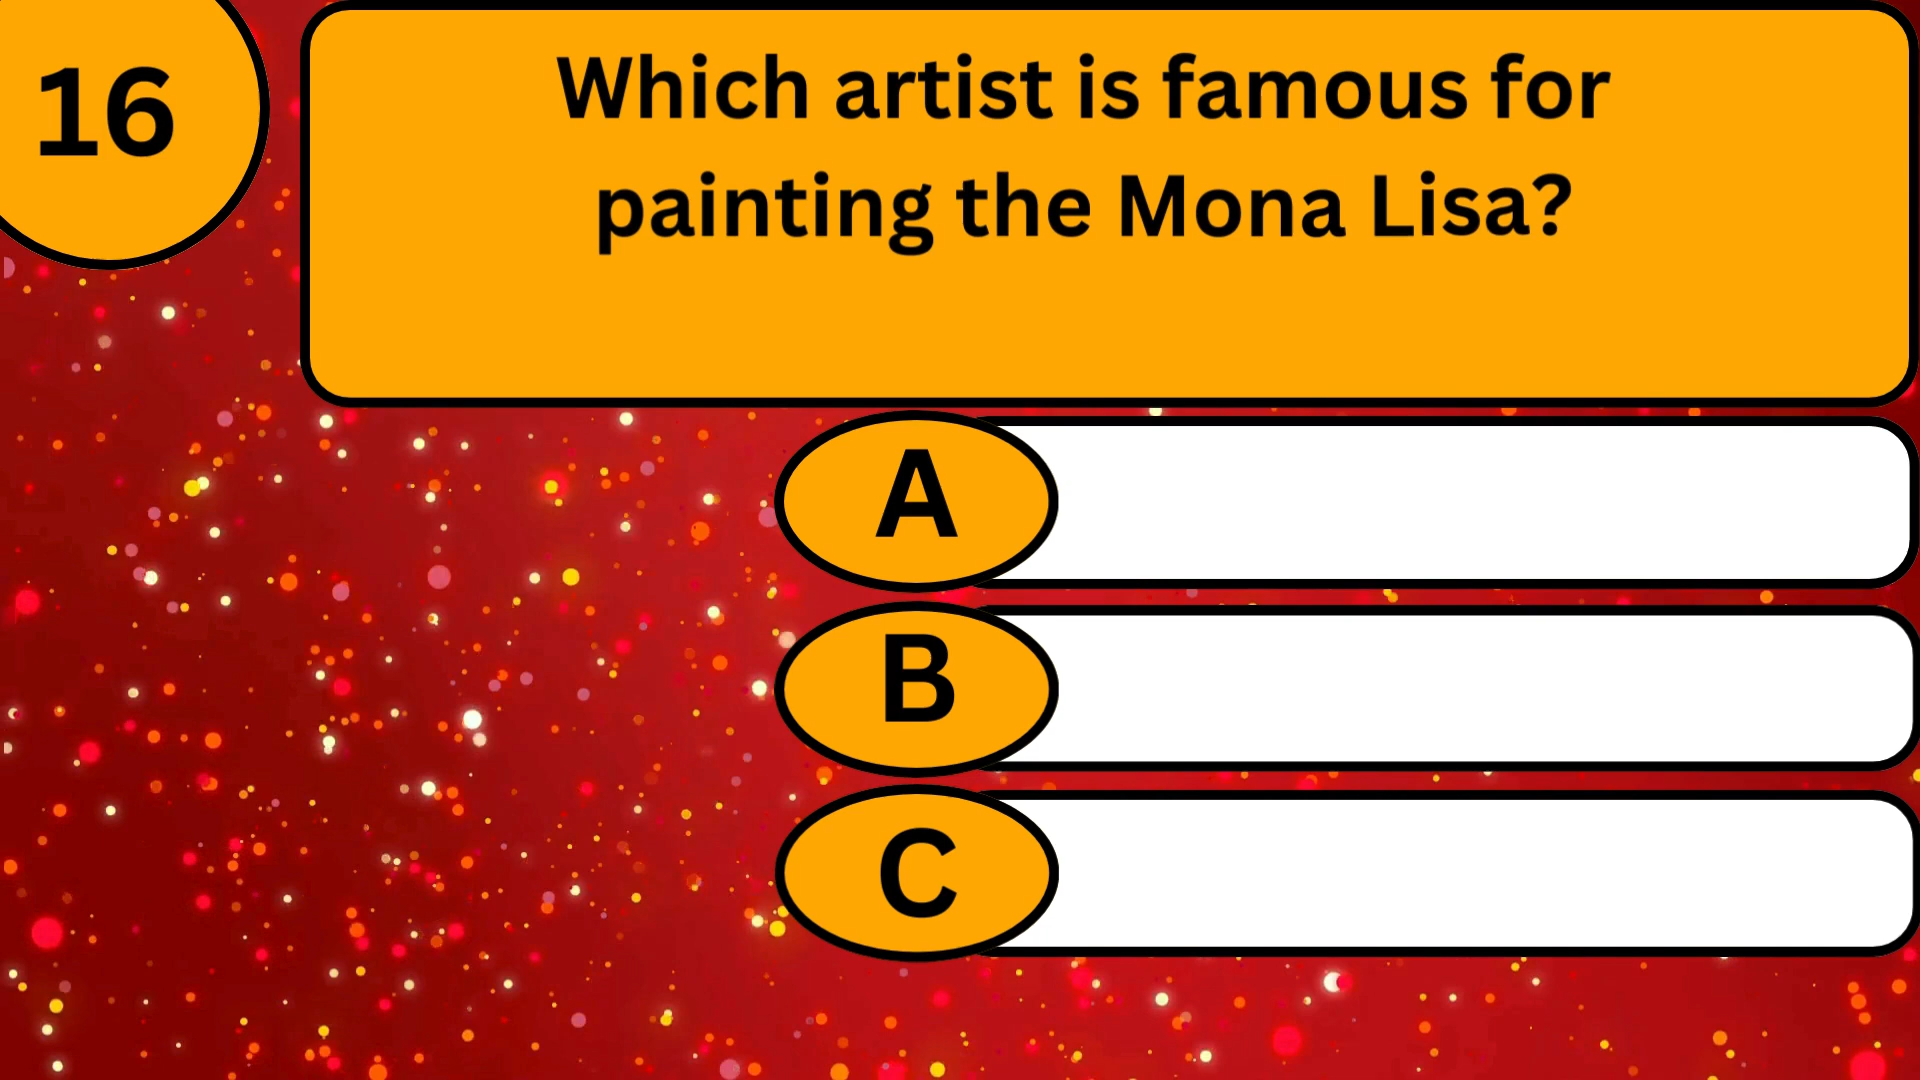 16
Which artist is famous for
painting the Mona Lisa?
A
B
C